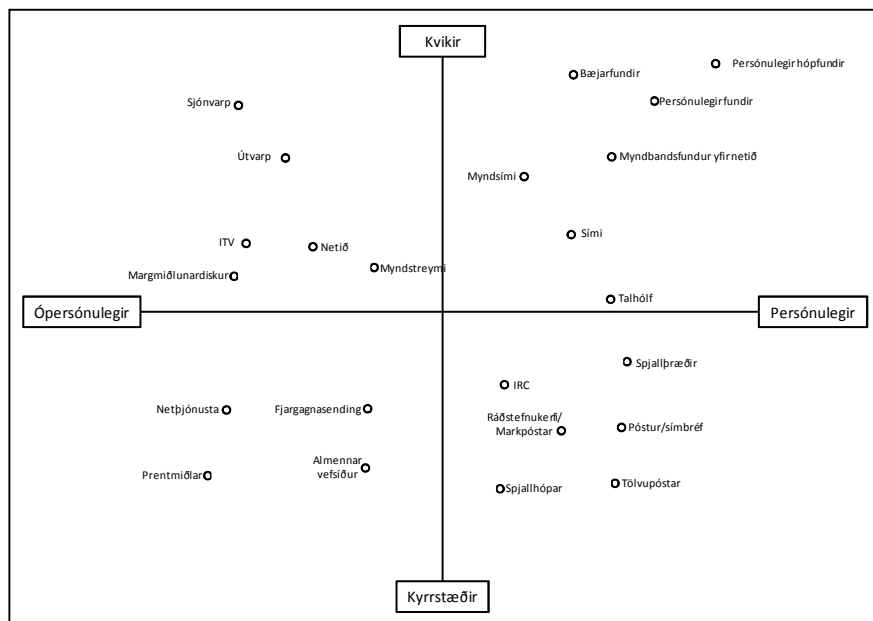 Kvikir
Persónulegir hópfundir
Bæjarfundir
Persónulegir fundir
Sjónvarp
Útvarp
Myndbandsfundur yfir netið
Myndsími
Sími
ITV
Netið
Myndstreymi
Margmiðlunardiskur
Talhólf
Ópersónulegir
Persónulegir
Spjallþræðir
IRC
Netþjónusta
Fjargagnasending
Ráðstefnukerfi/
Markpóstar
Póstur/símbréf
Almennar
vefsíður
Prentmiðlar
Spjallhópar
Tölvupóstar
Kyrrstæðir